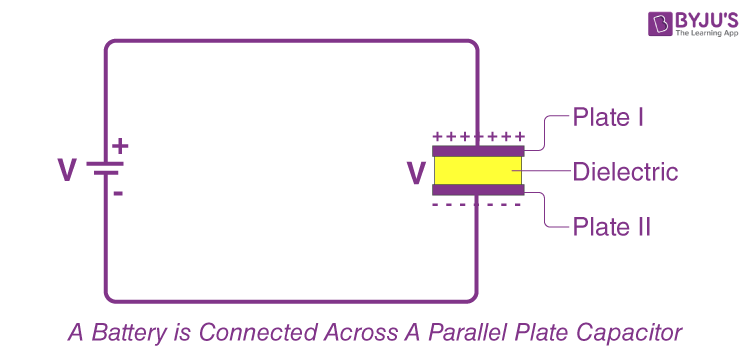 BYJU'S
The Learning App
+ + + + + + +
Plate I
+
V
V
Dielectric
-
- - - - - - -
Plate II
A Battery is Connected Across A Parallel Plate Capacitor